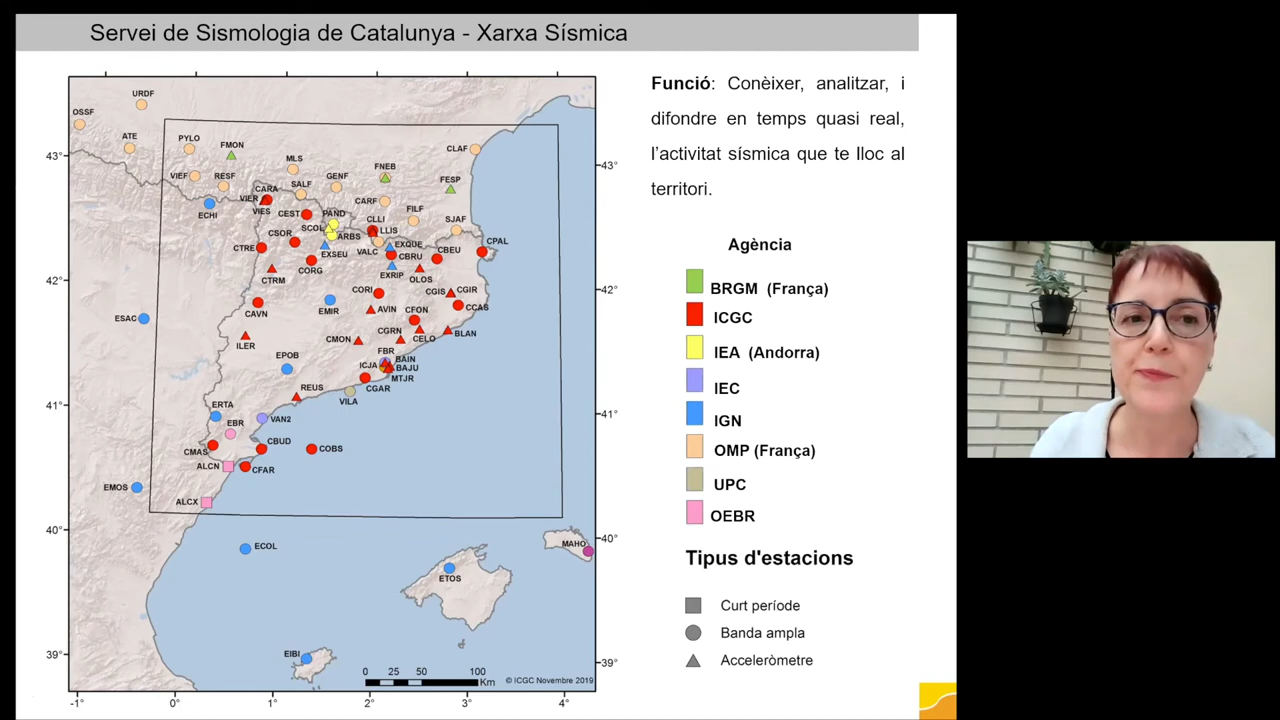 Servei de Sismologia de Catalunya - Xarxa Sísmica
Funció: Conèixer, analitzar, i
difondre en temps quasi real,
l'activitat sísmica que te lloc al
territori.
Agència
BRGM (França)
ICGC
IEA (Andorra)
IEC
IGN
OMP (França)
UPC
OEBR
Tipus d'estacions
Curt període
Banda ampla
Acceleròmetre
URDF
OSSF
ATE
PYLO
FMON
CLAF
43°
43°
MLS
FNEB
VIEF
RESF
GENF
FESP
CARA
SALF
VIER
CARF
ECHI
VIES
CEST
PAND
FILF
CLLI
SJAF
SCOL
LLIS
CSOR
ARBS
CPAL
CTRE
EXSEU
VALC
EXQUE
CBEU
CBRU
CORG
EXRIP
CTRM
OLOS
42°
42°
CORI
CGIS
CGIR
CAVN
EMIR
AVIN
CFON
CCAS
ESAC
CGRN
BLAN
ILER
CMON
CELQ
FBR
EPOB
BAIN
ICJA
BAJU
MTJR
REUS
CGAR
VILA
41°
41°
ERTA
EBR
VAN2
CBUD
CMAS
COBS
ALCN
CFAR
EMOS
ALCX
40°
40°
ECOL
MAHO
ETOS
EIBI
39°
39°
0 25 50 100
Km
© ICGC Novembre 2019
-1° 0° 1° 2° 3° 4°